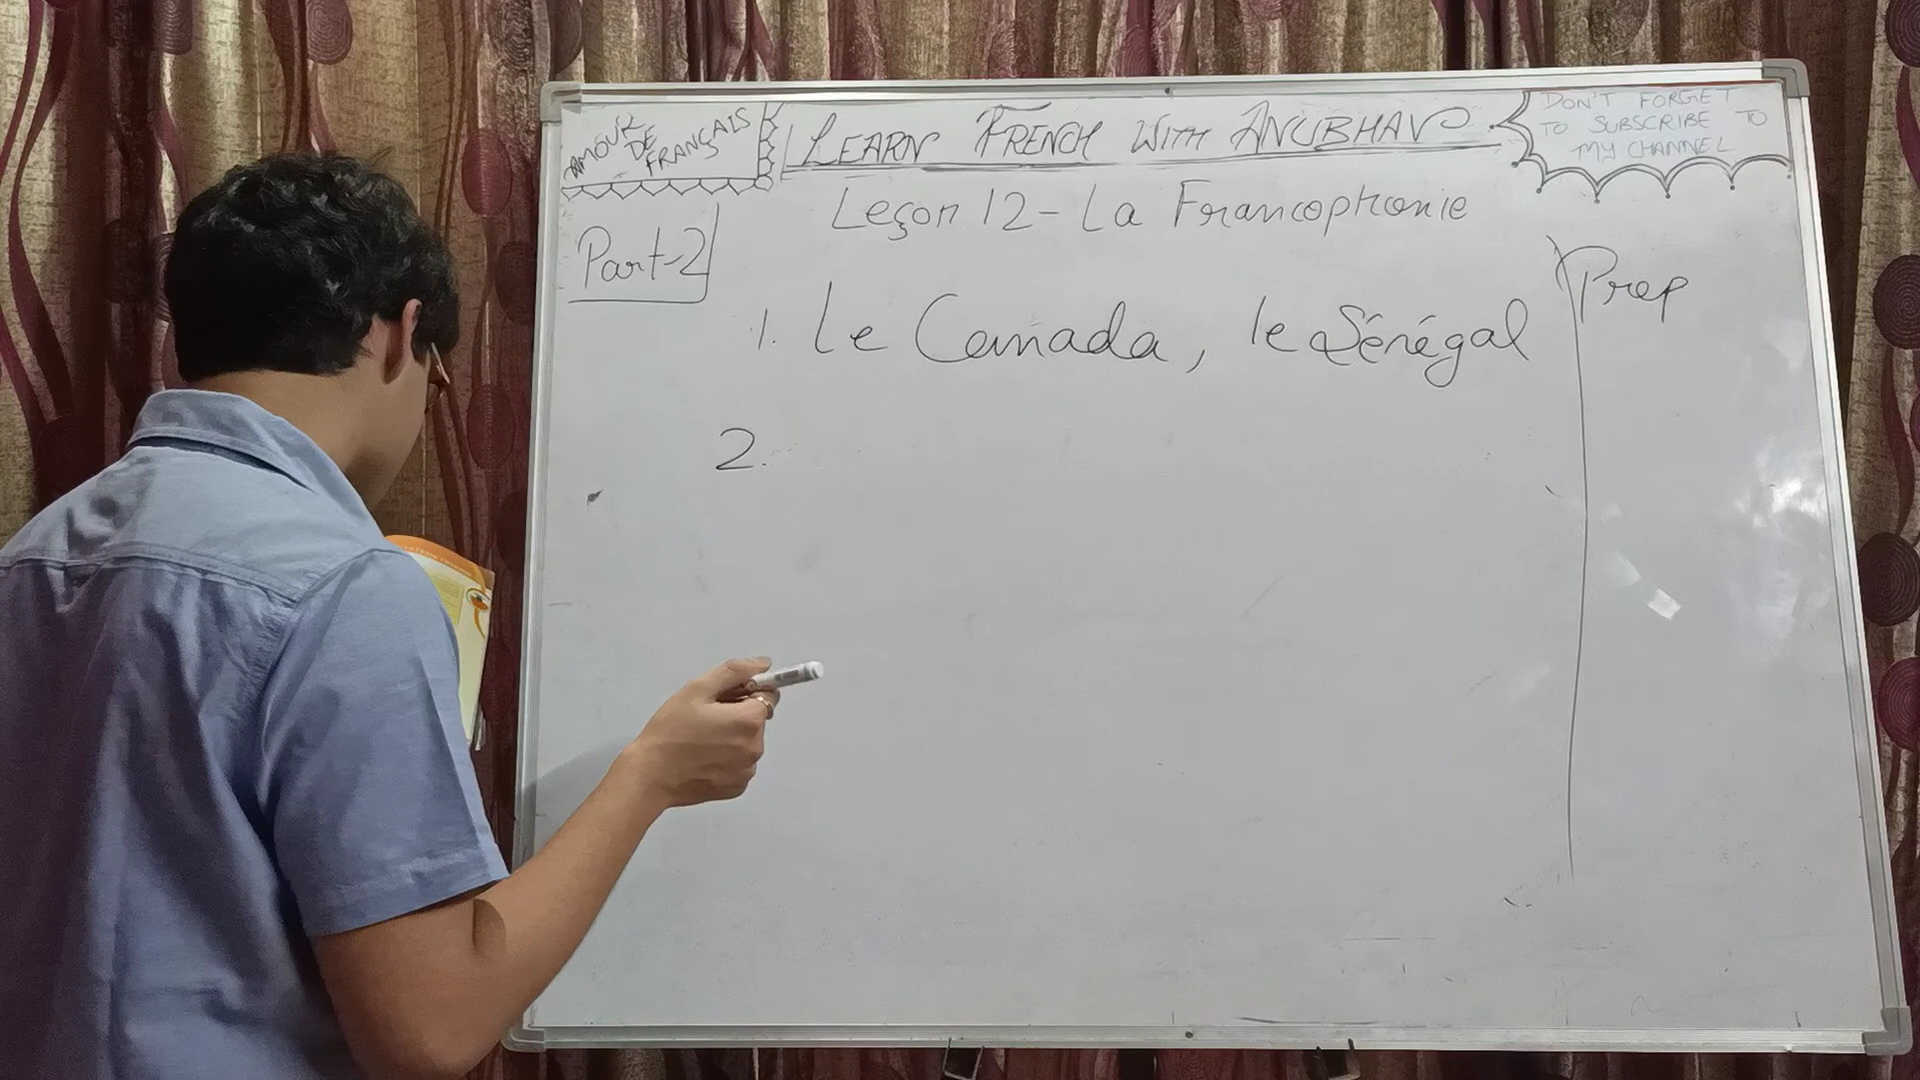 AMOUR
DE
FRANÇAIS
LEARN FRENCH WITH ANUBHAV
DON'T FORGET
TO SUBSCRIBE TO
MY CHANNEL
Leçon 12 - La Francophonie
Part-2
Prep
1. Le Canada, le Sénégal
2.